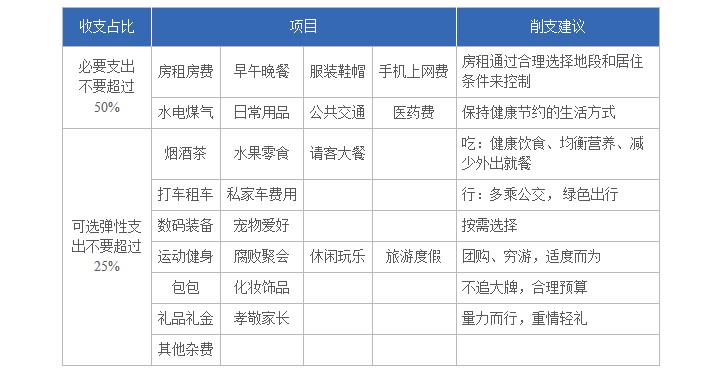 收支占比 项目 削支建议
必要支出
不要超过
50%
房租房费 早午晚餐 服装鞋帽 手机上网费
房租通过合理选择地段和居住
条件来控制
水电煤气 日常用品 公共交通 医药费 保持健康节约的生活方式
可选弹性支
出不要超过
25%
烟酒茶 水果零食 请客大餐
吃：健康饮食、均衡营养、减
少外出就餐
打车租车 私家车费用 行：多乘公交，绿色出行
数码装备 宠物爱好 按需选择
运动健身 腐败聚会 休闲玩乐 旅游度假 团购、穷游，适度而为
包包 化妆饰品 不追大牌，合理预算
礼品礼金 孝敬家长 量力而行，重情轻礼
其他杂费